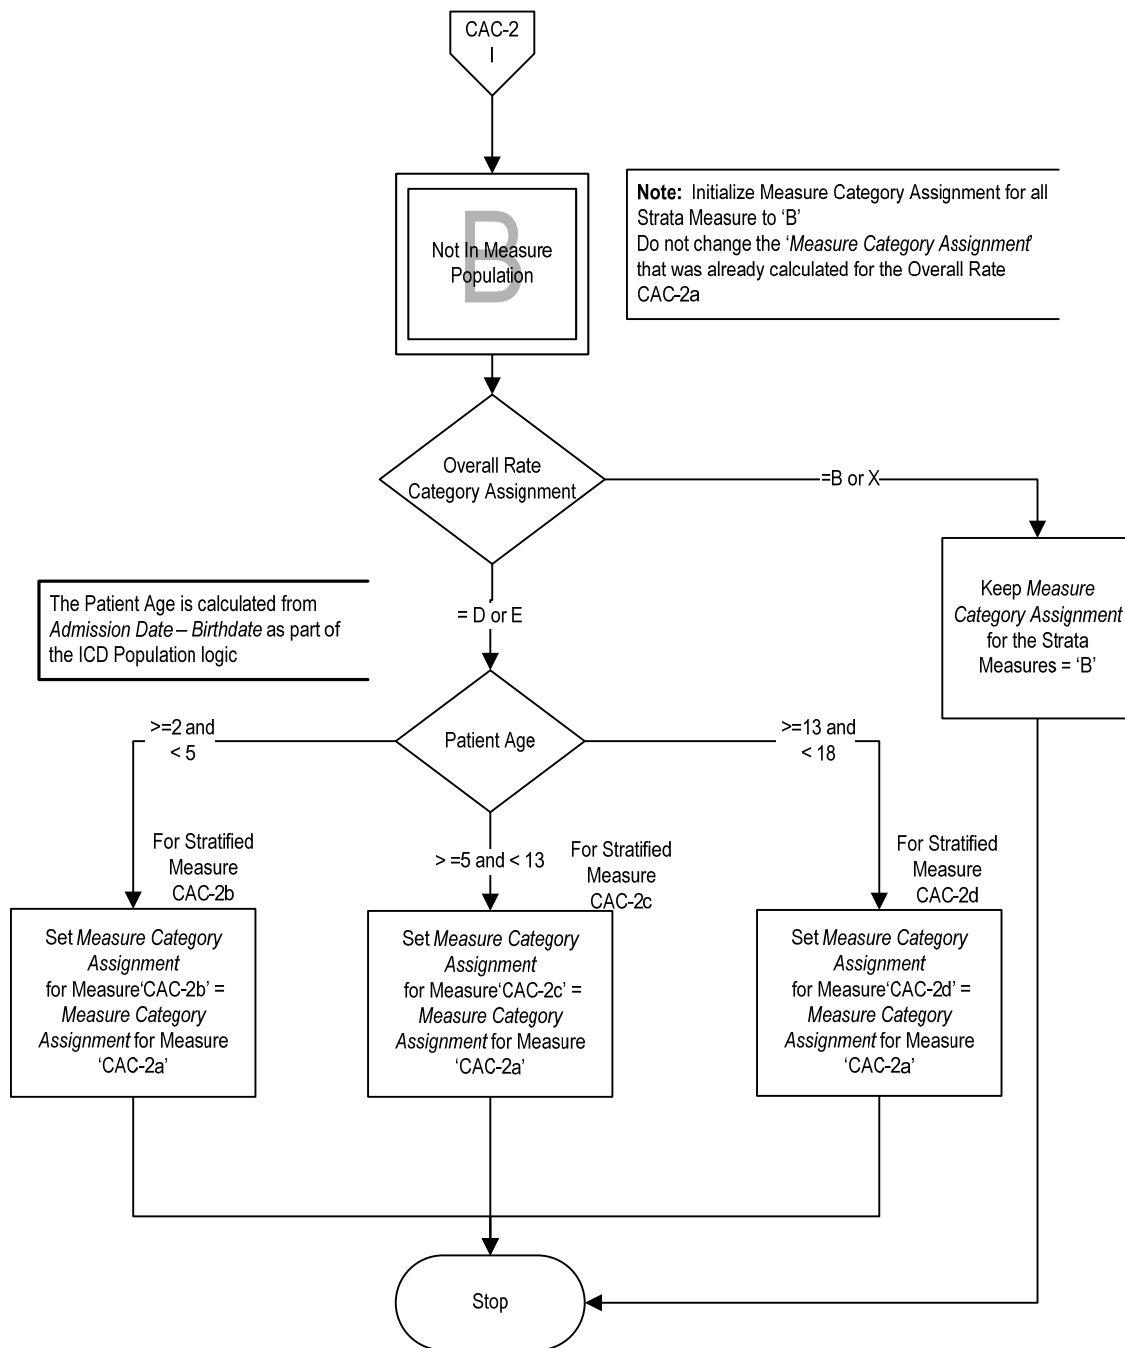 CAC-2
I
B
Not In Measure
Population
Note: Initialize Measure Category Assignment for all
Strata Measure to ‘B’
Do not change the ‘Measure Category Assignment’
that was already calculated for the Overall Rate
CAC-2a
Overall Rate
Category Assignment
=B or X
Keep Measure
Category Assignment
for the Strata
Measures = ‘B’
= D or E
The Patient Age is calculated from
Admission Date – Birthdate as part of
the ICD Population logic
Patient Age
>=2 and
< 5
>=13 and
< 18
> =5 and < 13
For Stratified
Measure
CAC-2b
For Stratified
Measure
CAC-2c
For Stratified
Measure
CAC-2d
Set Measure Category
Assignment
for Measure‘CAC-2b’ =
Measure Category
Assignment for Measure
‘CAC-2a’
Set Measure Category
Assignment
for Measure‘CAC-2c’ =
Measure Category
Assignment for Measure
‘CAC-2a’
Set Measure Category
Assignment
for Measure‘CAC-2d’ =
Measure Category
Assignment for Measure
‘CAC-2a’
Stop